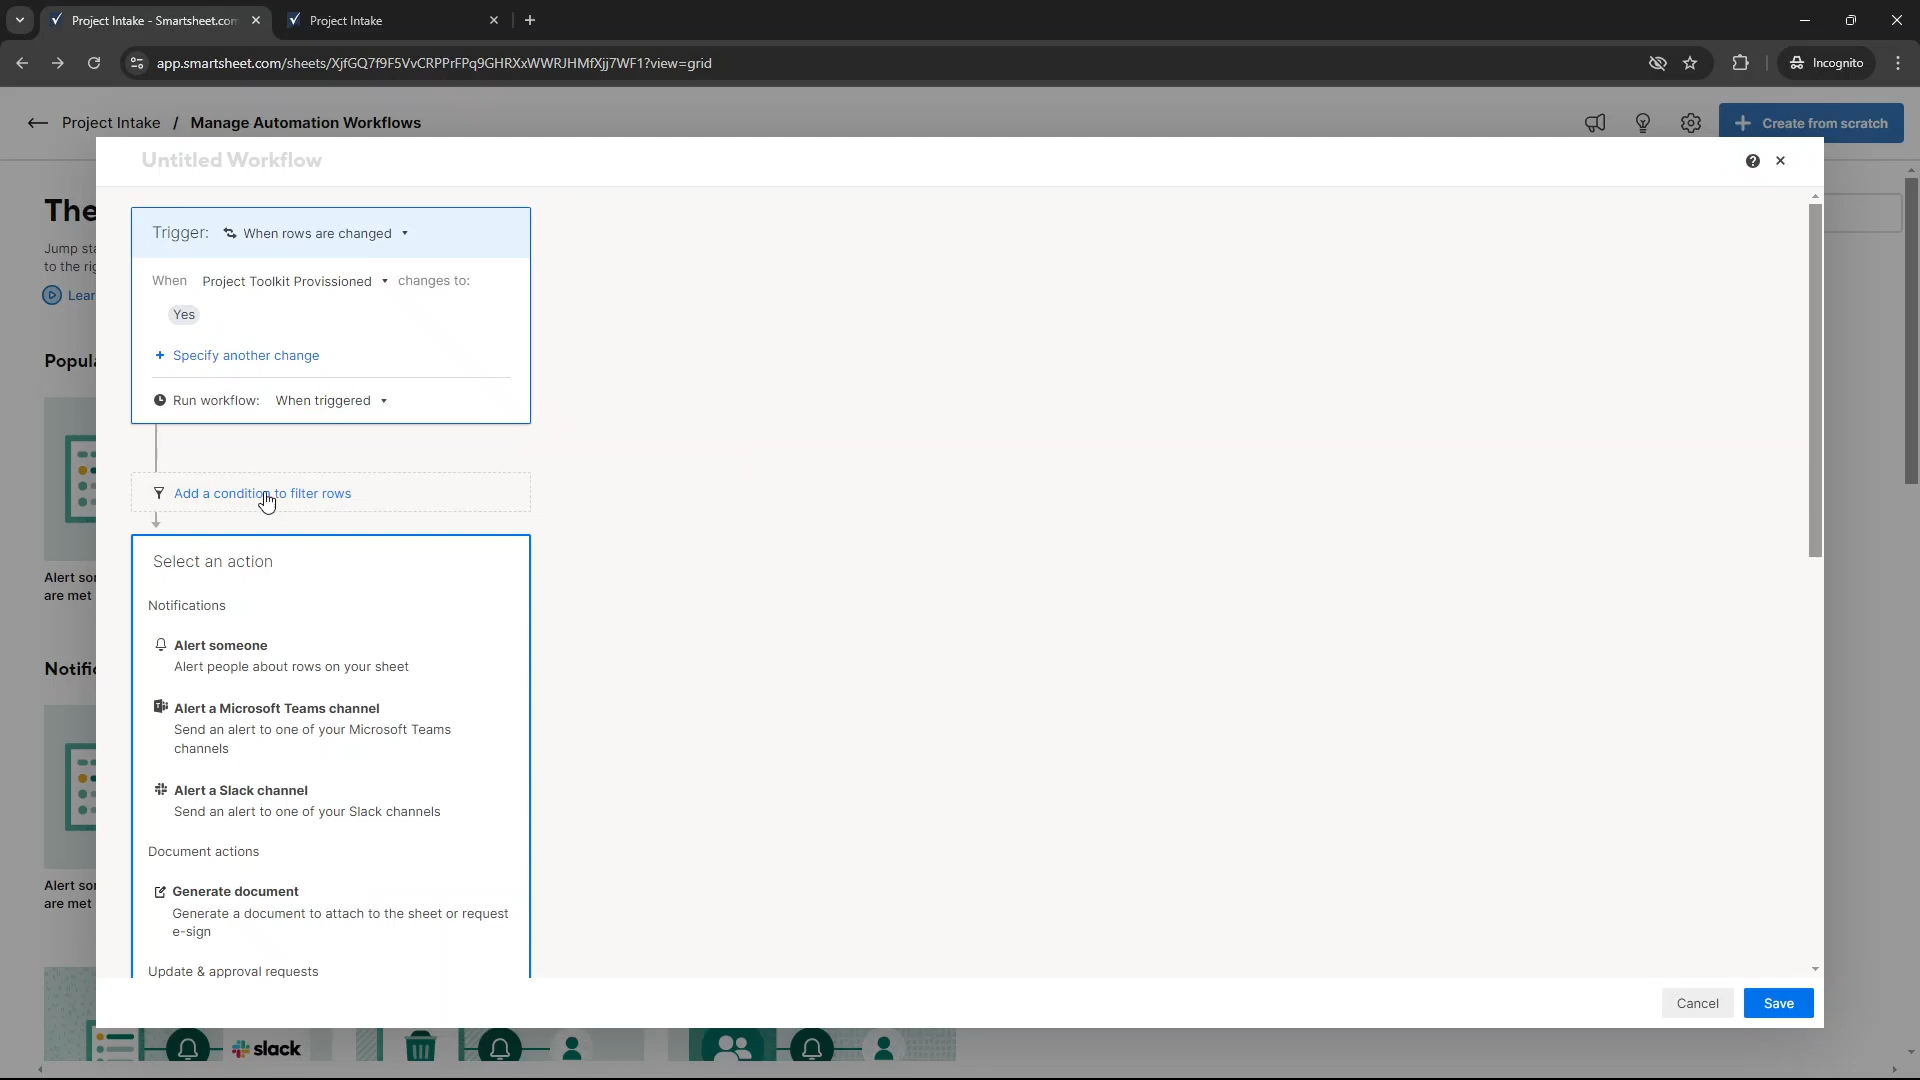 Project Intake - Smartsheet.com
Project Intake
app.smartsheet.com/sheets/XjfGQ7f9F5VvCRPPrFPq9GHRXxWWRJHMfXjj7WF1?view=grid
Incognito
Project Intake / Manage Automation Workflows
Create from scratch
Untitled Workflow
The
Jump sta
to the rig
Lear
Popula
Alert so
are met
Notific
Alert so
are met
Trigger: When rows are changed
When Project Toolkit Provissioned changes to:
Yes
+ Specify another change
Run workflow: When triggered
Add a condition to filter rows
Select an action
Notifications
Alert someone
Alert people about rows on your sheet
Alert a Microsoft Teams channel
Send an alert to one of your Microsoft Teams
channels
Alert a Slack channel
Send an alert to one of your Slack channels
Document actions
Generate document
Generate a document to attach to the sheet or request
e-sign
Update & approval requests
Cancel
Save
slack